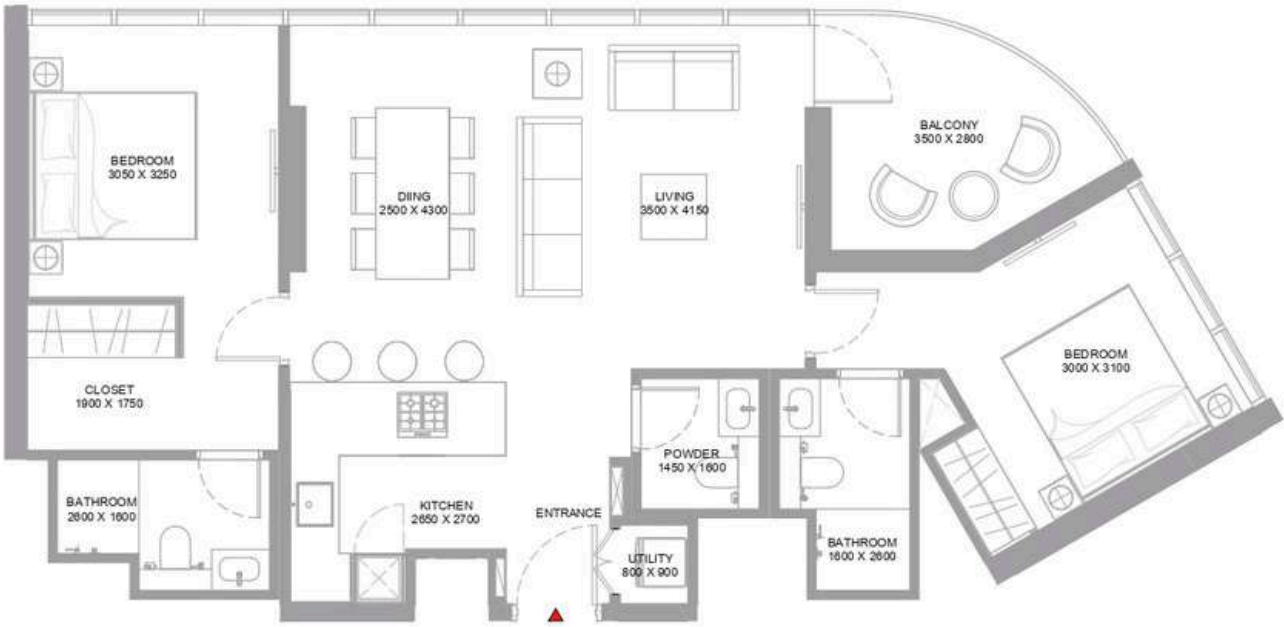 BEDROOM
3050 X 3250
DIING
2500 X 4300
LIVING
3500 X 4150
BALCONY
3500 X 2800
BEDROOM
3000 X 3100
CLOSET
1900 X 1750
BATHROOM
2600 X 1600
KITCHEN
2650 X 2700
ENTRANCE
POWDER
1450 X 1600
UTILITY
800 X 900
BATHROOM
1600 X 2600